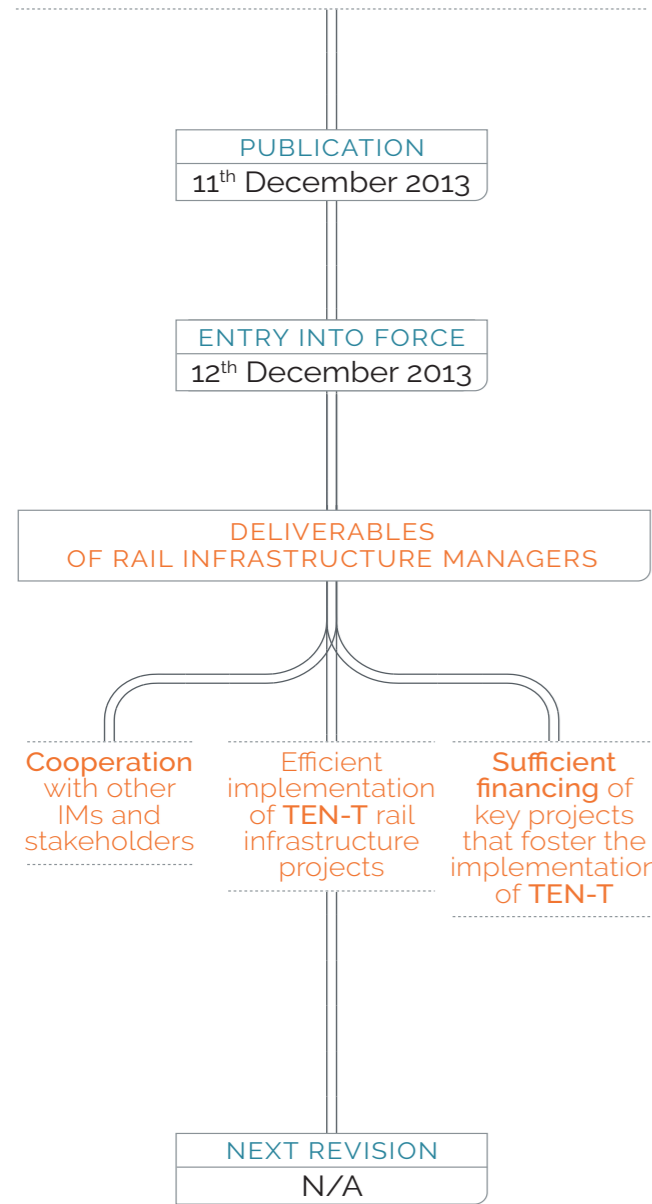 PUBLICATION
11th December 2013
ENTRY INTO FORCE
12th December 2013
DELIVERABLES
OF RAIL INFRASTRUCTURE MANAGERS
Cooperation
with other
IMs and
stakeholders
Efficient
implementation
of TEN-T rail
infrastructure
projects
Sufficient
financing of
key projects
that foster the
implementation
of TEN-T
NEXT REVISION
N/A